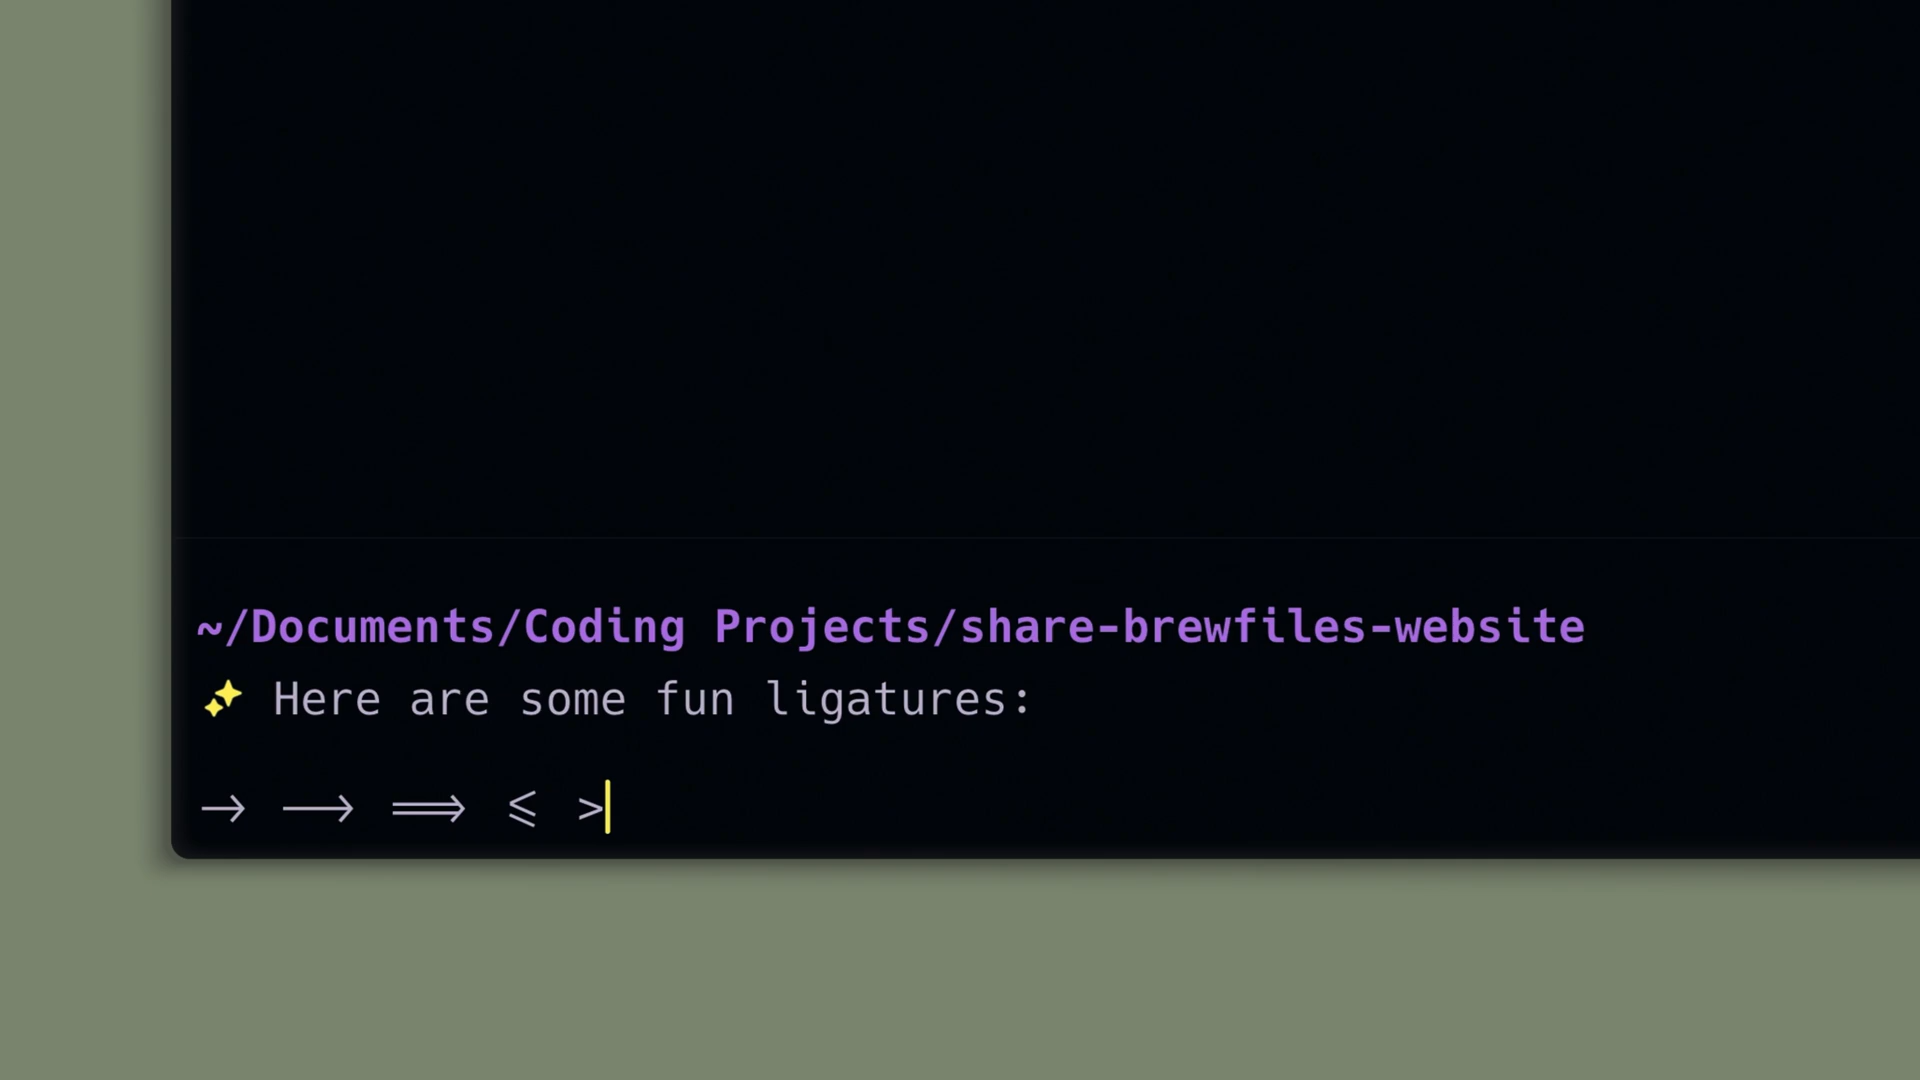 ~/Documents/Coding Projects/share-brewfiles-website
✨ Here are some fun ligatures:
→ ⟶ ⟹ ⩽ >